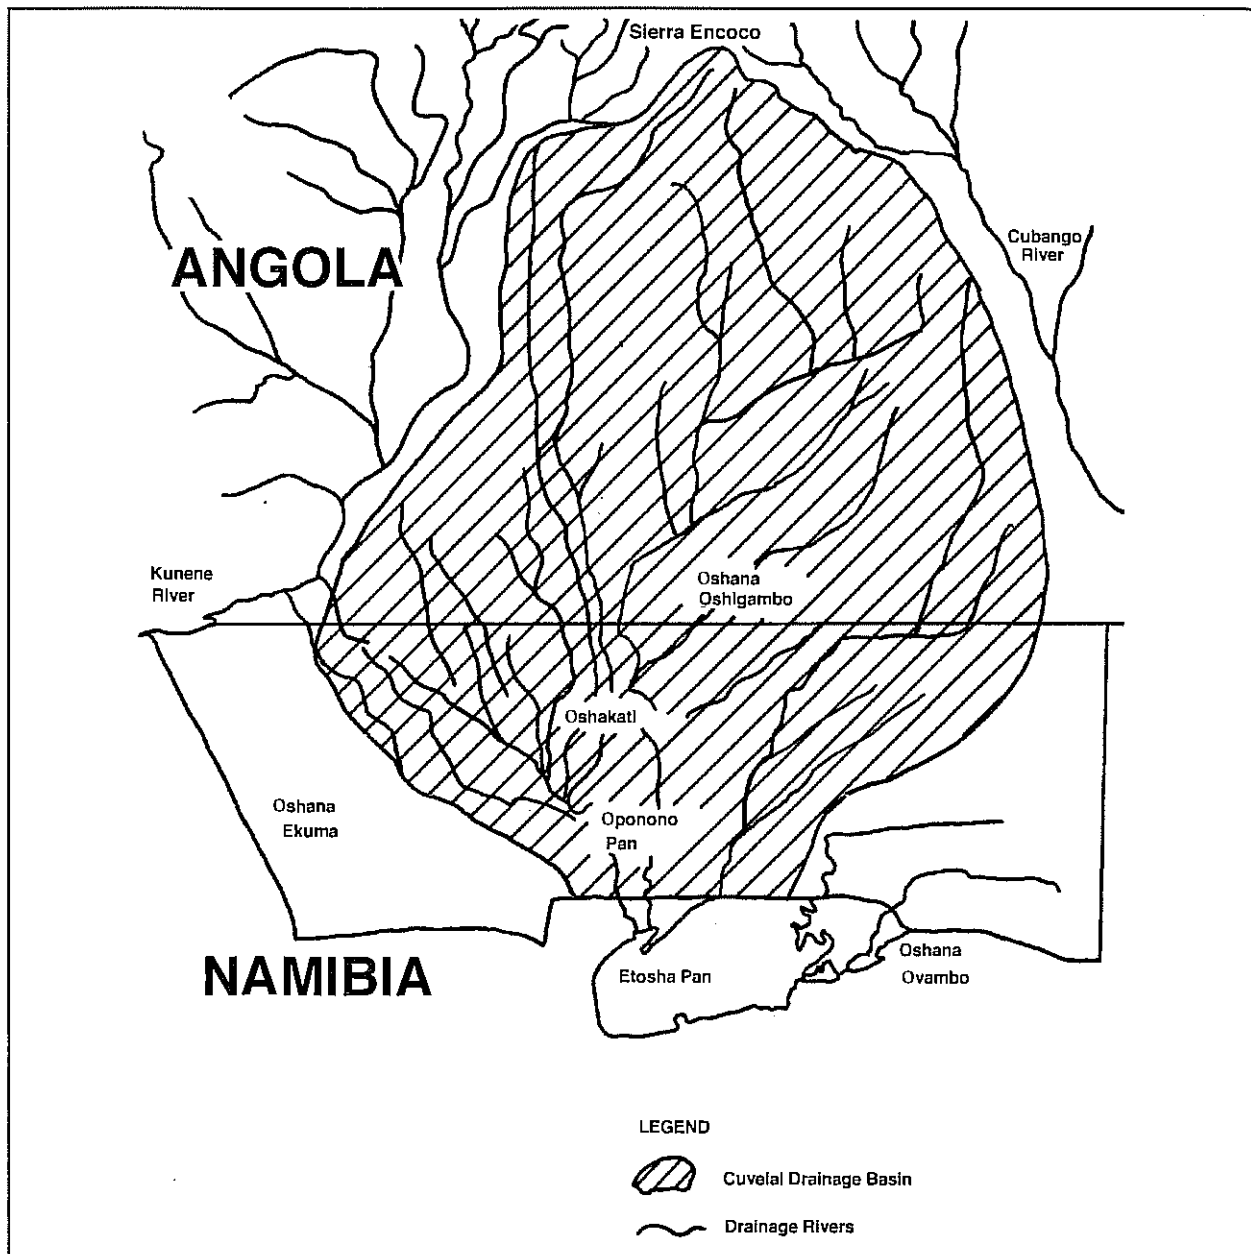 Sierra Encoco
ANGOLA
Cubango
River
Kunene
River
Oshana
Oshigambo
Oshakati
Oshana
Ekuma
Oponono
Pan
NAMIBIA
Etosha Pan
Oshana
Ovambo
LEGEND
Cuvelai Drainage Basin
Drainage Rivers